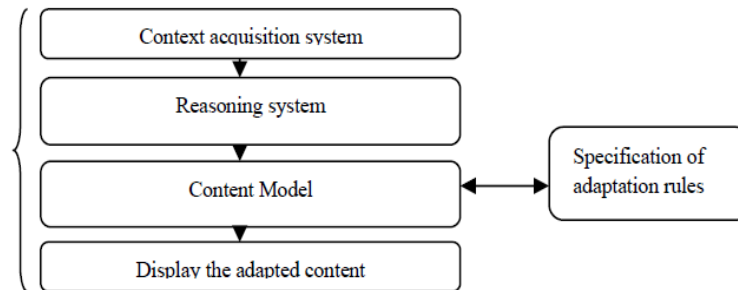 Context acquisition system
Reasoning system
Content Model
Specification of
adaptation rules
Display the adapted content